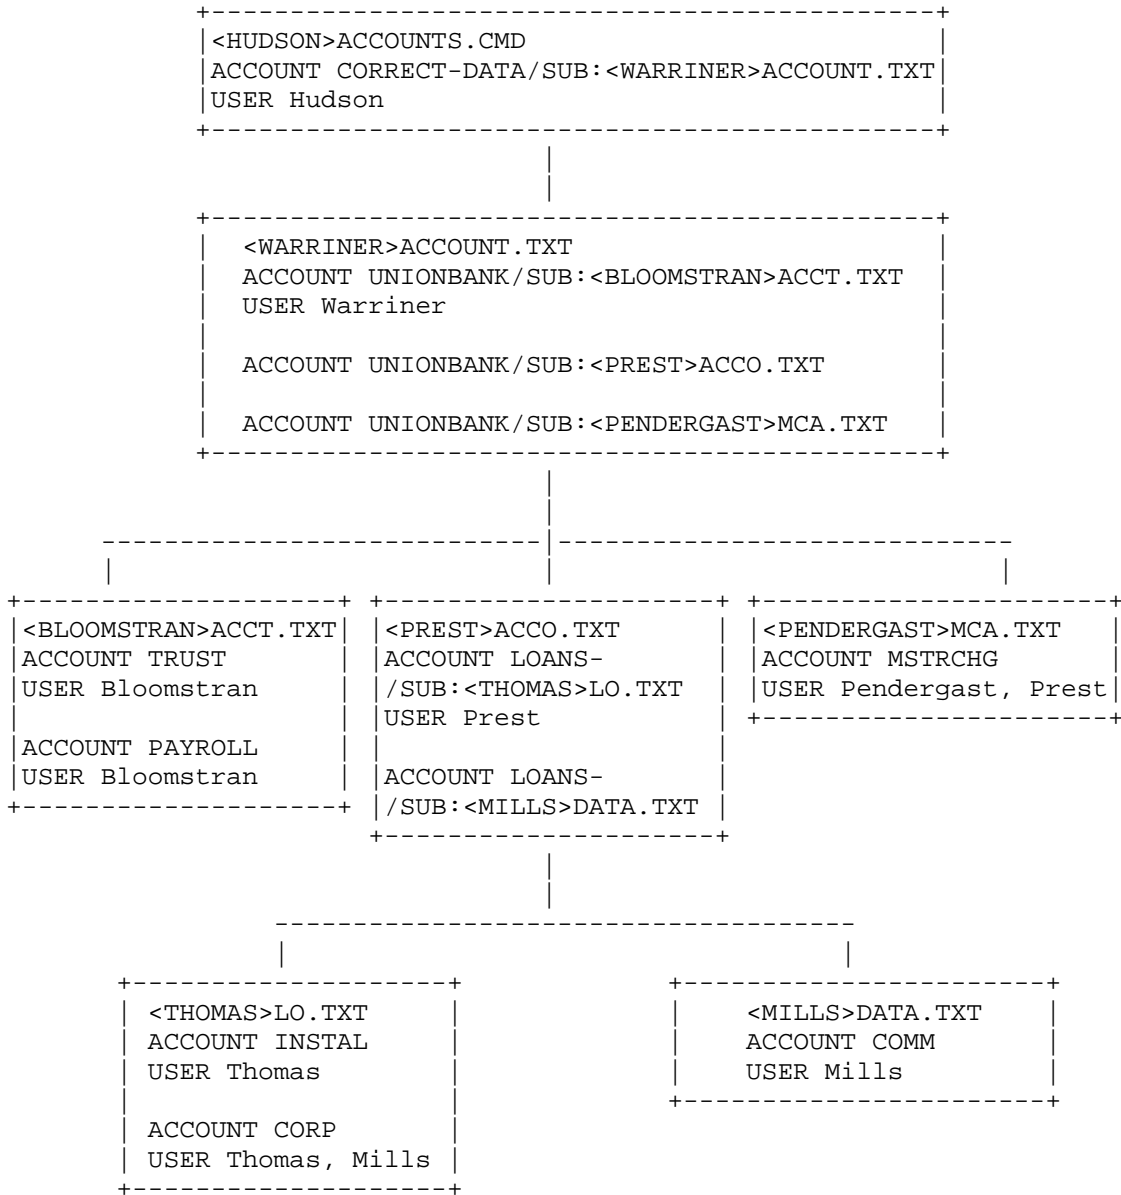 <HUDSON>ACCOUNTS.CMD
ACCOUNT CORRECT-DATA/SUB:<WARRINER>ACCOUNT.TXT
USER Hudson
<WARRINER>ACCOUNT.TXT
ACCOUNT UNIONBANK/SUB:<BLOOMSTRAN>ACCT.TXT
USER Warriner
ACCOUNT UNIONBANK/SUB:<PREST>ACCO.TXT
ACCOUNT UNIONBANK/SUB:<PENDERGAST>MCA.TXT
<BLOOMSTRAN>ACCT.TXT
ACCOUNT TRUST
USER Bloomstran
ACCOUNT PAYROLL
USER Bloomstran
<PREST>ACCO.TXT
ACCOUNT LOANS-
/SUB:<THOMAS>LO.TXT
USER Prest
ACCOUNT LOANS-
/SUB:<MILLS>DATA.TXT
<PENDERGAST>MCA.TXT
ACCOUNT MSTRCHG
USER Pendergast, Prest
<THOMAS>LO.TXT
ACCOUNT INSTAL
USER Thomas
ACCOUNT CORP
USER Thomas, Mills
<MILLS>DATA.TXT
ACCOUNT COMM
USER Mills